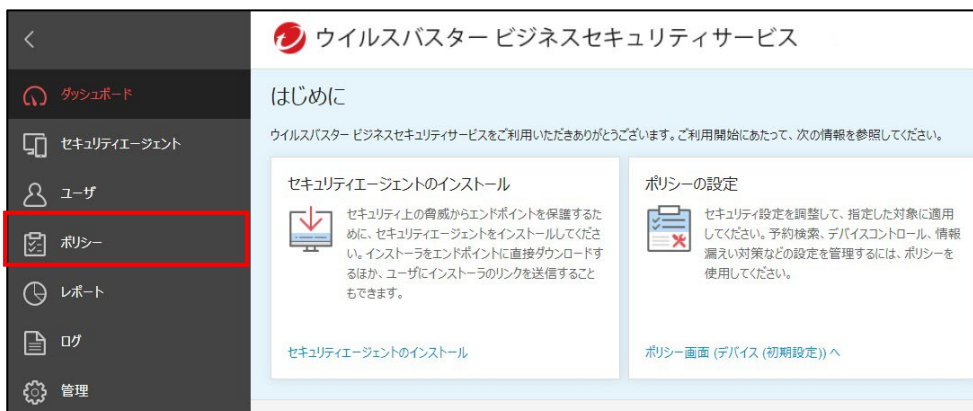 ウイルスバスター ビジネスセキュリティサービス
ダッシュボード
セキュリティエージェント
ユーザ
ポリシー
レポート
ログ
管理
はじめに
ウイルスバスター ビジネスセキュリティサービスをご利用いただきありがとうございます。ご利用開始にあたって、次の情報を参照してください。
セキュリティエージェントのインストール
セキュリティ上の脅威からエンドポイントを保護するた
めに、セキュリティエージェントをインストールしてくださ
い。インストーラをエンドポイントに直接ダウンロードす
るほか、ユーザにインストーラのリンクを送信すること
もできます。
セキュリティエージェントのインストール
ポリシーの設定
セキュリティ設定を調整して、指定した対象に適用
してください。予約検索、デバイスコントロール、情報
漏えい対策などの設定を管理するには、ポリシーを
使用してください。
ポリシー画面 (デバイス (初期設定)) へ